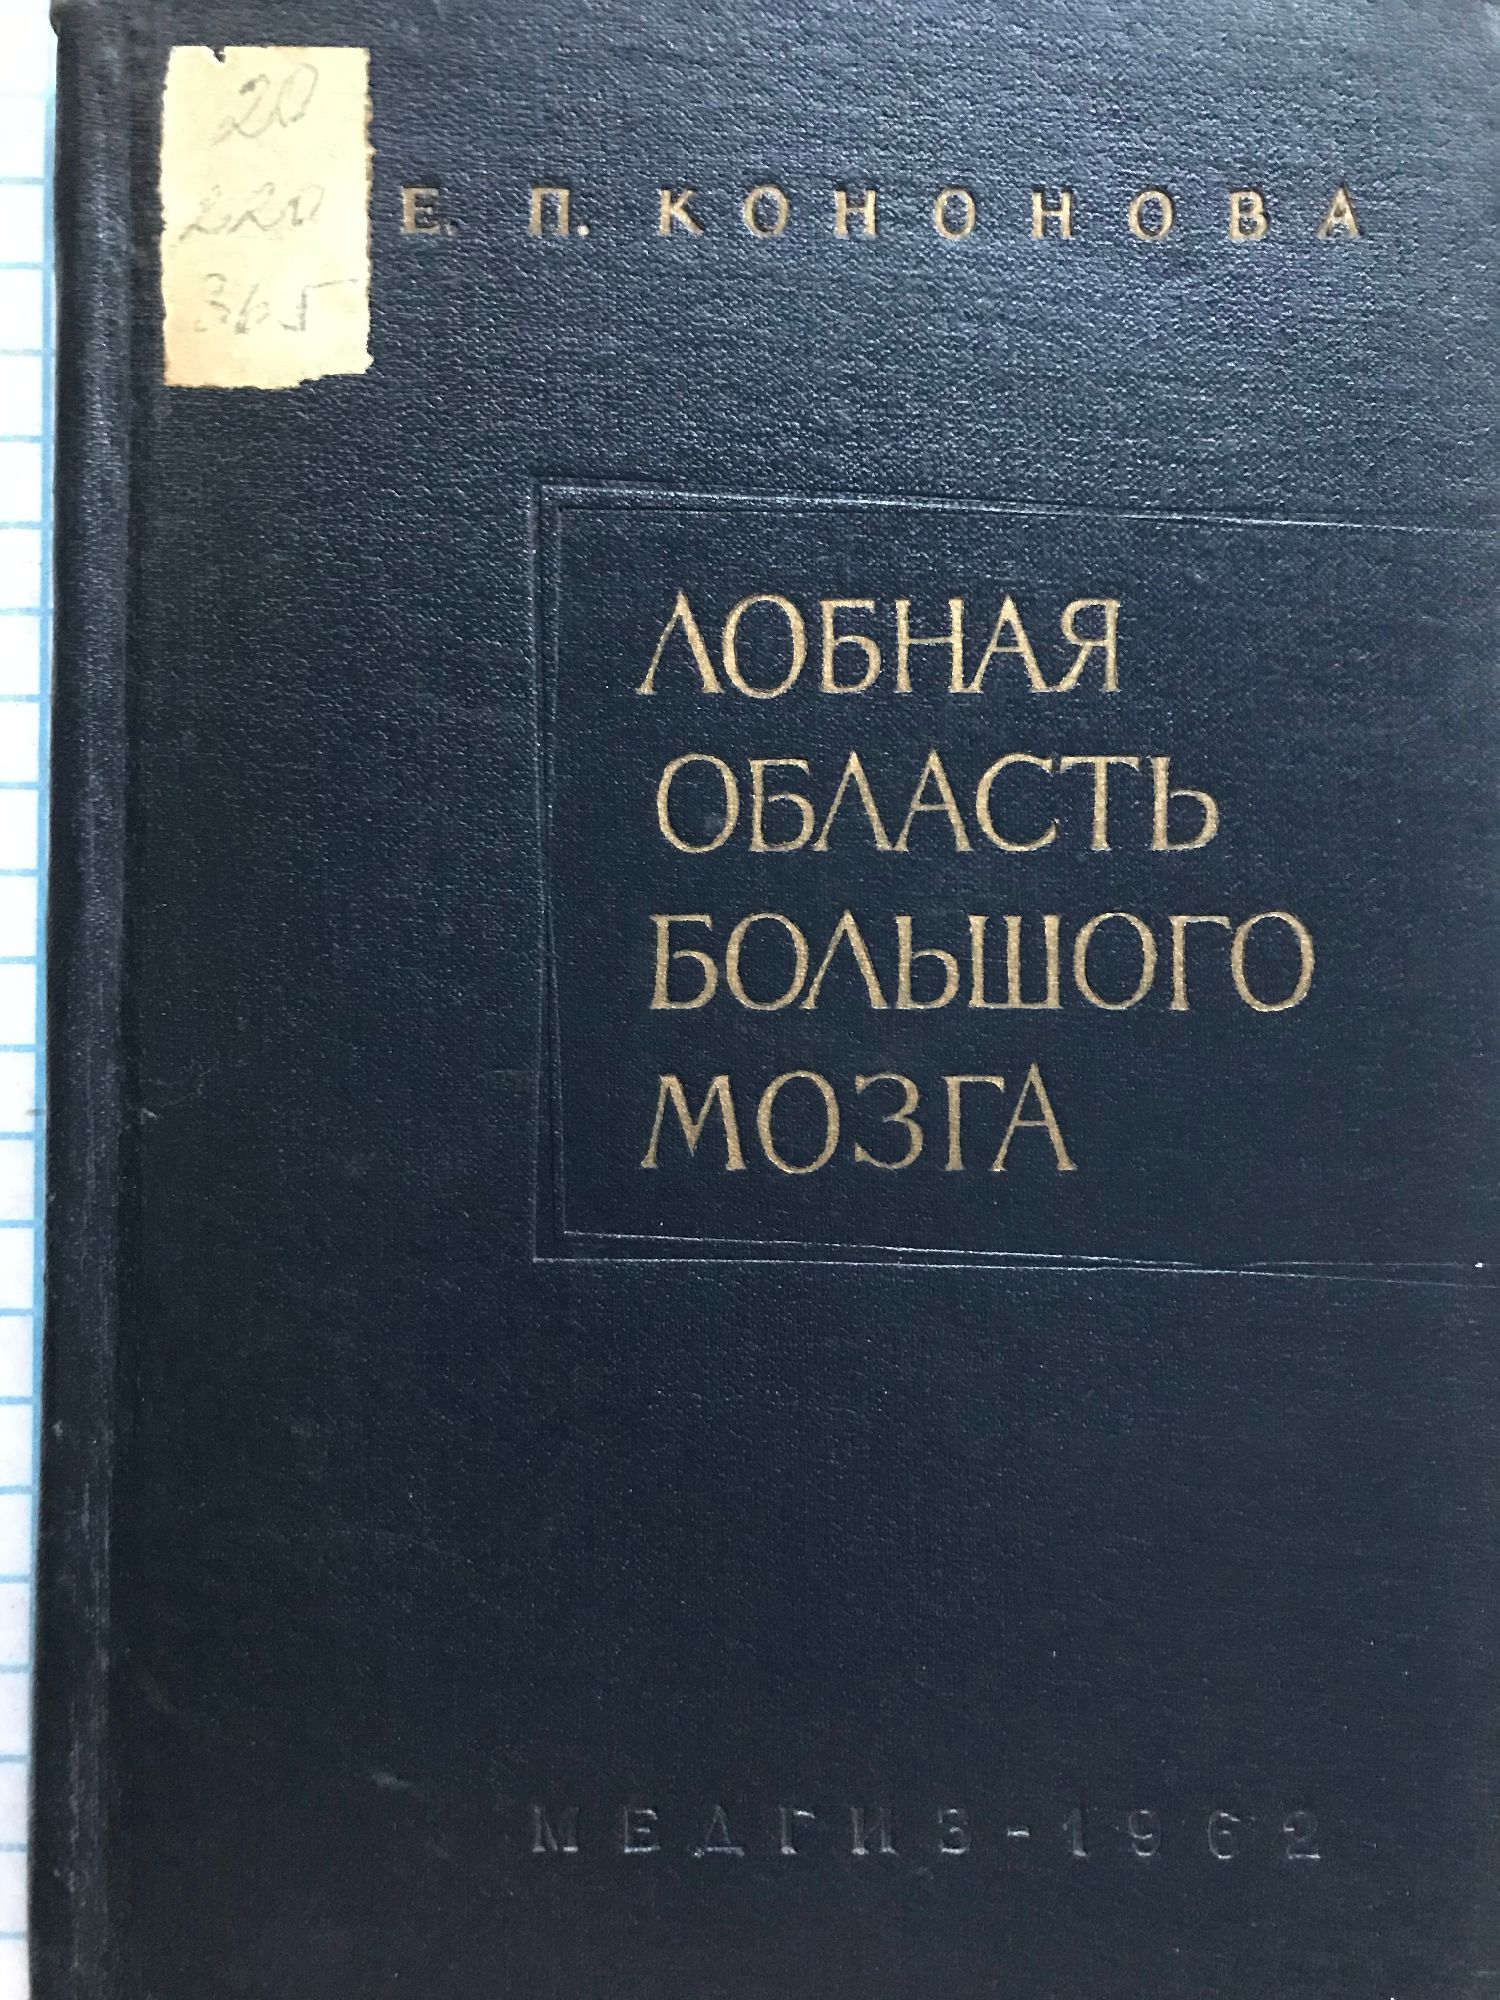 20
220
365
Е. П. КОНОНОВА
ЛОБНАЯ
ОБЛАСТЬ
БОЛЬШОГО
МОЗГА
МЕДГИЗ-1962